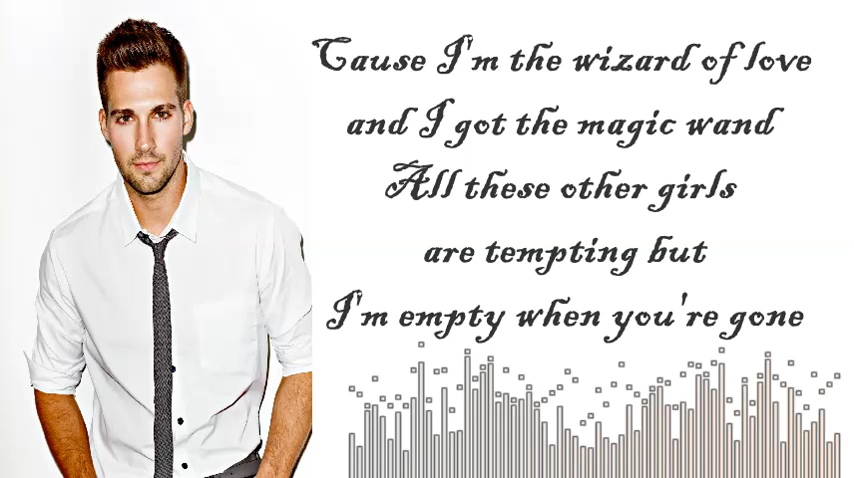 'Cause I'm the wizard of love
and I got the magic wand
All these other girls
are tempting but
I'm empty when you're gone